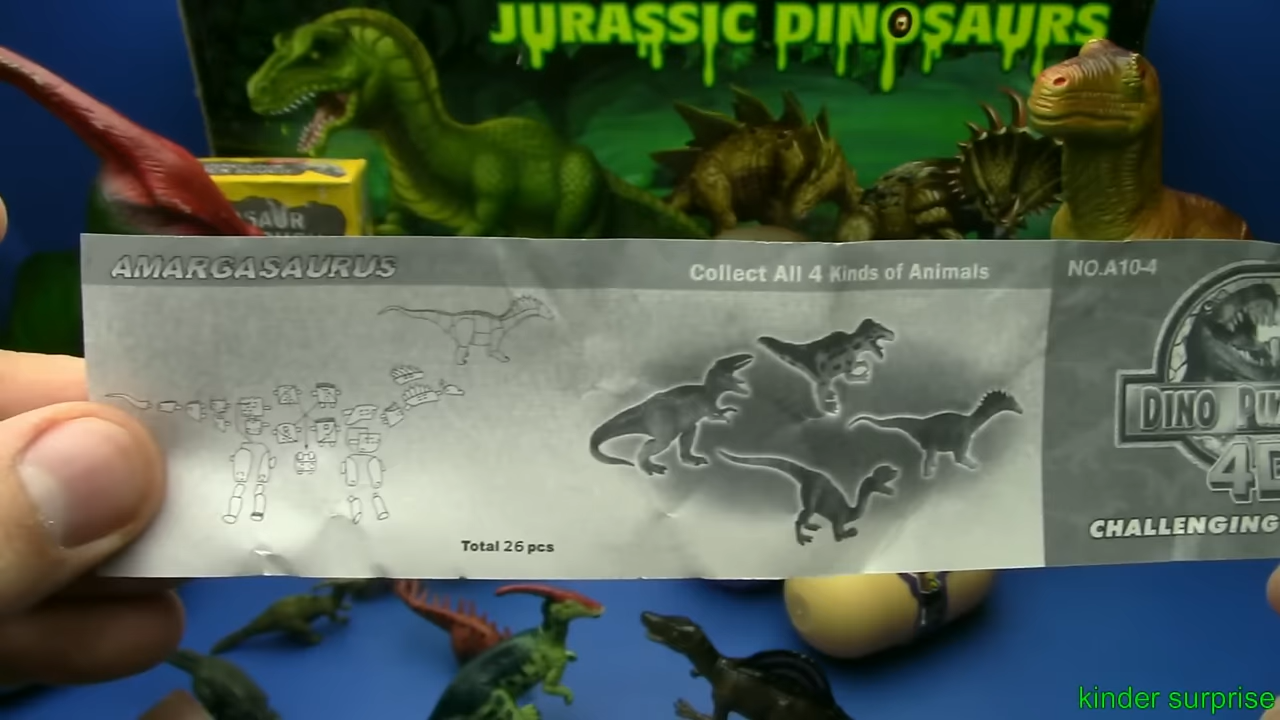 JURASSIC DINOSAURS
SAUR
AMARGASAURUS
Collect All 4 Kinds of Animals
NO.A10-4
DINO
4D
CHALLENGING
Total 26 pcs
kinder surprise